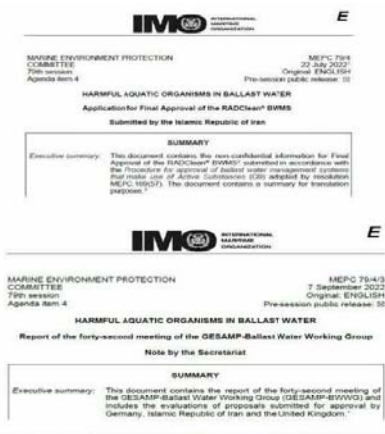 E
IMO
INTERNATIONAL
MARITIME
ORGANIZATION
MARINE ENVIRONMENT PROTECTION
COMMITTEE
79th session
Agenda item 4
MEPC 79/4
22 July 2022¹
Original: ENGLISH
Pre-session public release: ☒
HARMFUL AQUATIC ORGANISMS IN BALLAST WATER
Application for Final Approval of the RADClean® BWMS
Submitted by the Islamic Republic of Iran
SUMMARY
Executive summary: This document contains the non-confidential information for Final
Approval of the RADClean® BWMS² submitted in accordance with
the Procedure for approval of ballast water management systems
that make use of Active Substances (G9) adopted by resolution
MEPC.169(57). The document contains a summary for translation
purposes.
E
IMO
INTERNATIONAL
MARITIME
ORGANIZATION
MARINE ENVIRONMENT PROTECTION
COMMITTEE
79th session
Agenda item 4
MEPC 79/4/3
7 September 2022
Original: ENGLISH
Pre-session public release: ☒
HARMFUL AQUATIC ORGANISMS IN BALLAST WATER
Report of the forty-second meeting of the GESAMP-Ballast Water Working Group
Note by the Secretariat
SUMMARY
Executive summary: This document contains the report of the forty-second meeting of
the GESAMP-Ballast Water Working Group (GESAMP-BWWG) and
includes the evaluations of proposals submitted for approval by
Germany, Islamic Republic of Iran and the United Kingdom.